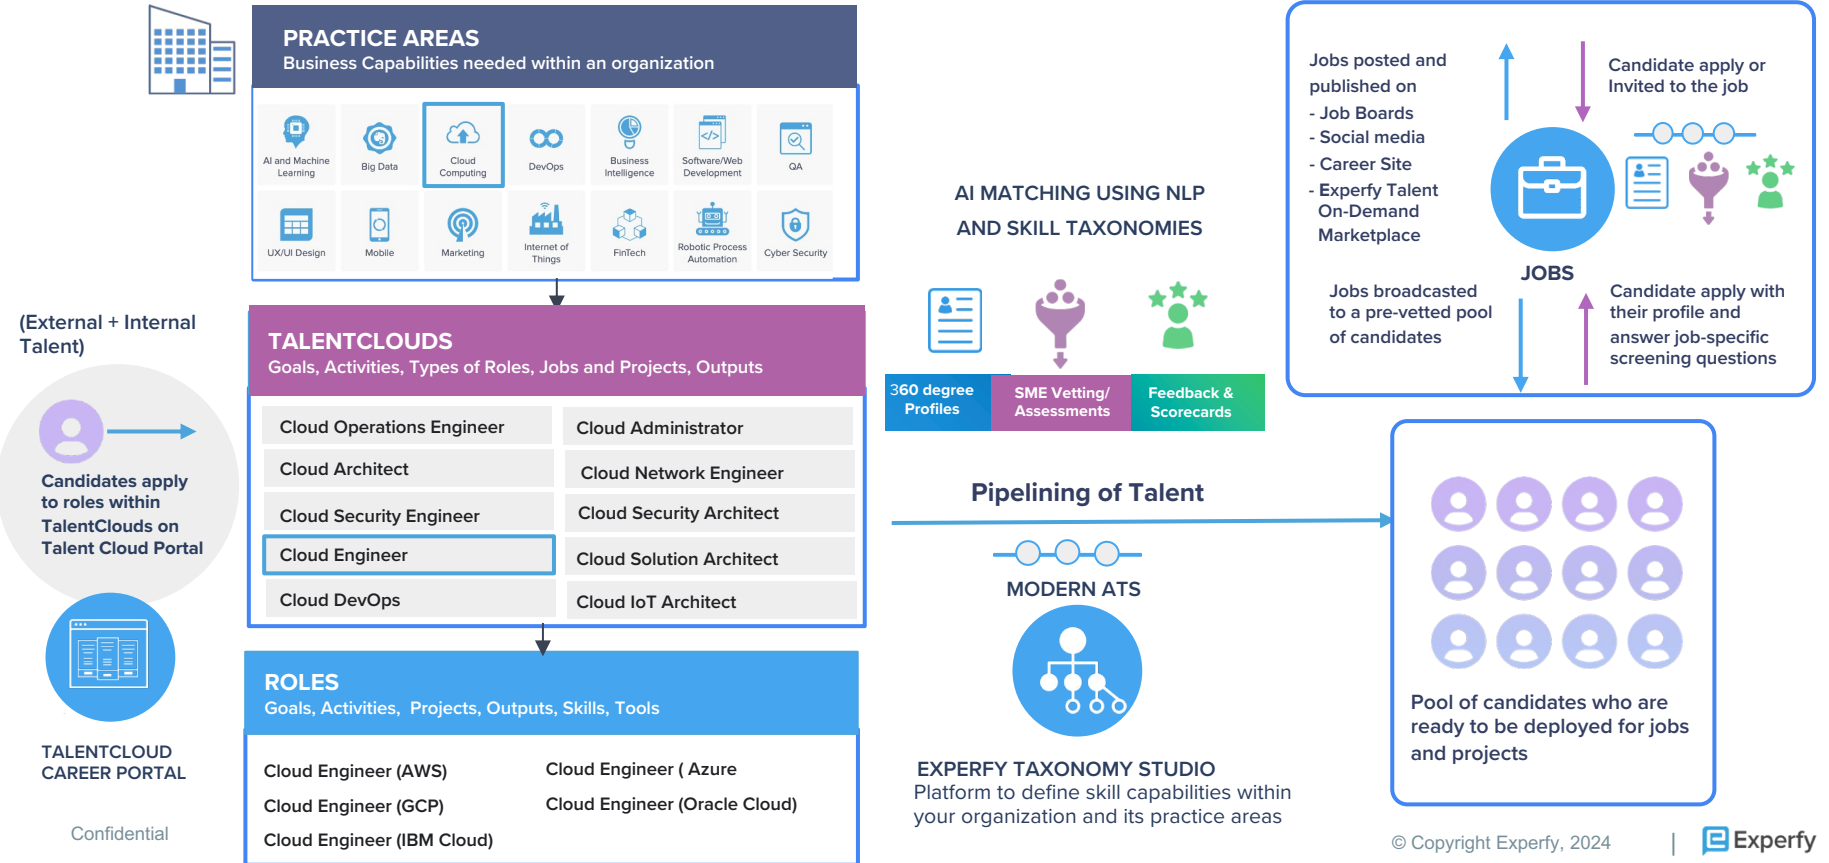 PRACTICE AREAS
Business Capabilities needed within an organization
AI and Machine
Learning
Big Data
Cloud
Computing
DevOps
Business
Intelligence
Software/Web
Development
QA
UX/UI Design
Mobile
Marketing
Internet of
Things
FinTech
Robotic Process
Automation
Cyber Security
(External + Internal
Talent)
Candidates apply
to roles within
TalentClouds on
Talent Cloud Portal
TALENTCLOUD
CAREER PORTAL
Confidential
TALENTCLOUDS
Goals, Activities, Types of Roles, Jobs and Projects, Outputs
Cloud Operations Engineer
Cloud Administrator
Cloud Architect
Cloud Network Engineer
Cloud Security Engineer
Cloud Security Architect
Cloud Engineer
Cloud Solution Architect
Cloud DevOps
Cloud IoT Architect
ROLES
Goals, Activities, Projects, Outputs, Skills, Tools
Cloud Engineer (AWS)
Cloud Engineer ( Azure
Cloud Engineer (GCP)
Cloud Engineer (Oracle Cloud)
Cloud Engineer (IBM Cloud)
AI MATCHING USING NLP
AND SKILL TAXONOMIES
360 degree
Profiles
SME Vetting/
Assessments
Feedback &
Scorecards
Pipelining of Talent
MODERN ATS
EXPERFY TAXONOMY STUDIO
Platform to define skill capabilities within
your organization and its practice areas
Jobs posted and
published on
- Job Boards
- Social media
- Career Site
- Experfy Talent
On-Demand
Marketplace
Candidate apply or
Invited to the job
JOBS
Jobs broadcasted
to a pre-vetted pool
of candidates
Candidate apply with
their profile and
answer job-specific
screening questions
Pool of candidates who are
ready to be deployed for jobs
and projects
© Copyright Experfy, 2024
|
Experfy